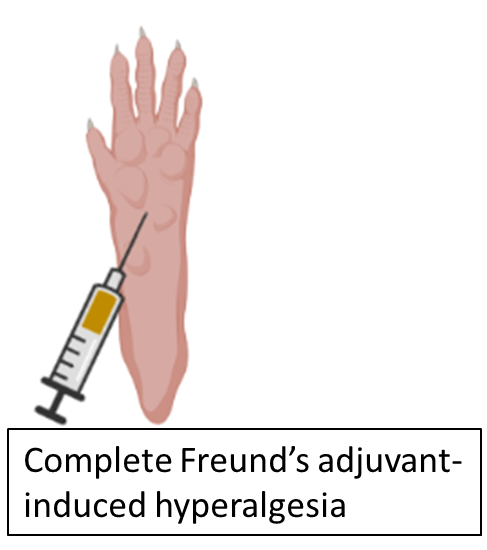 Complete Freund’s adjuvant-
induced hyperalgesia